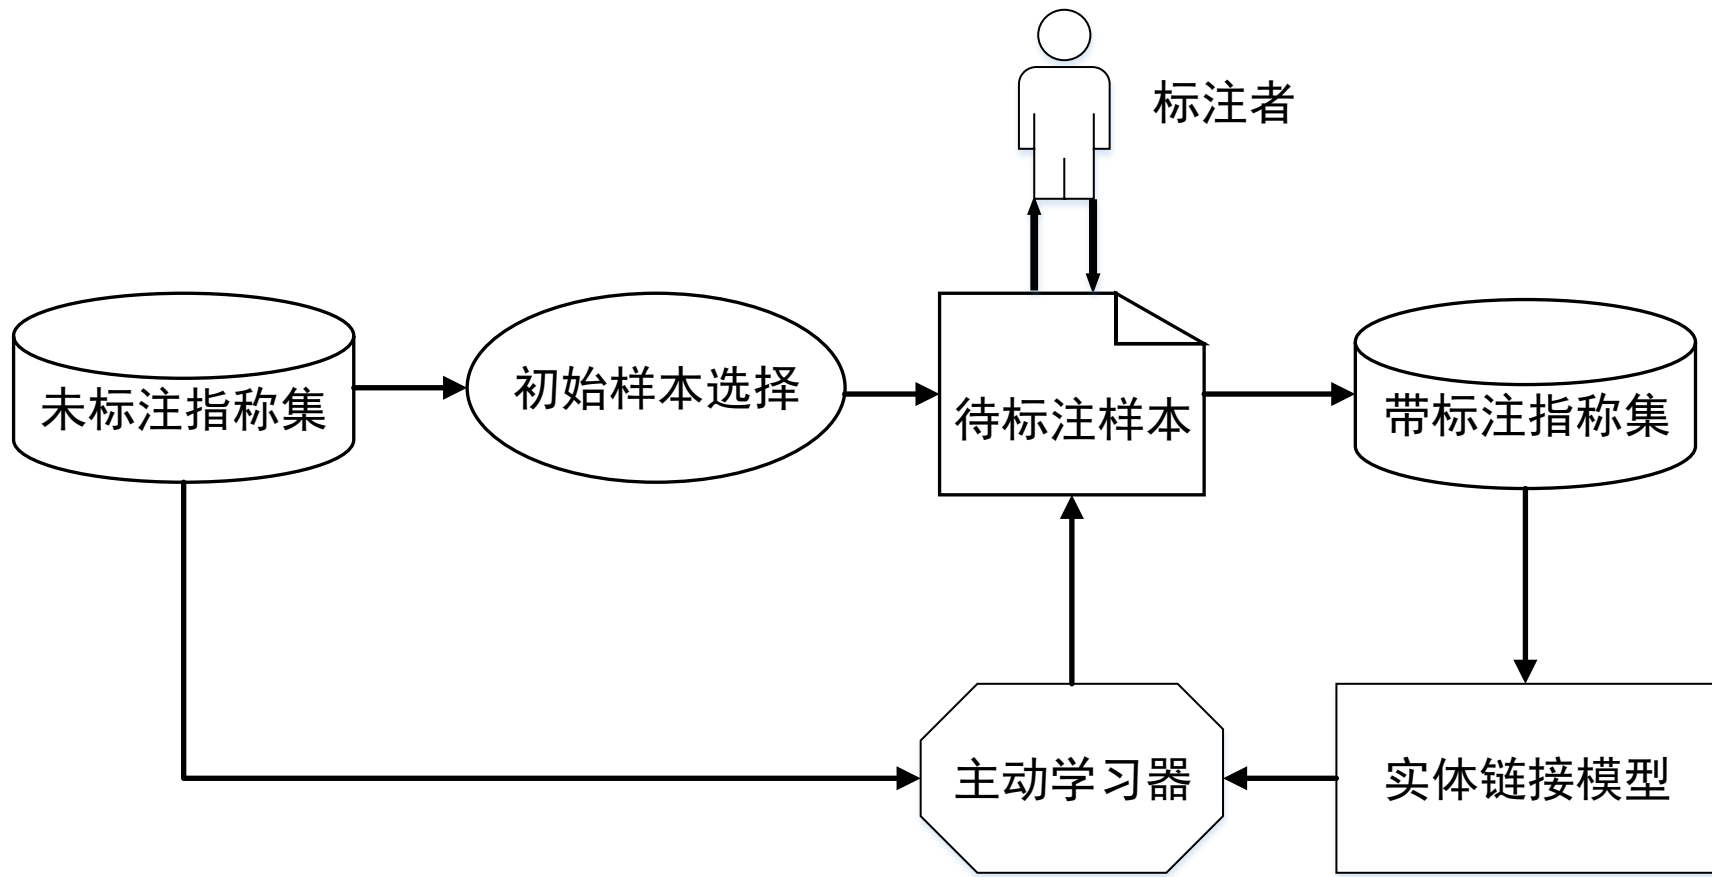 标注者
未标注指称集
初始样本选择
待标注样本
带标注指称集
主动学习器
实体链接模型